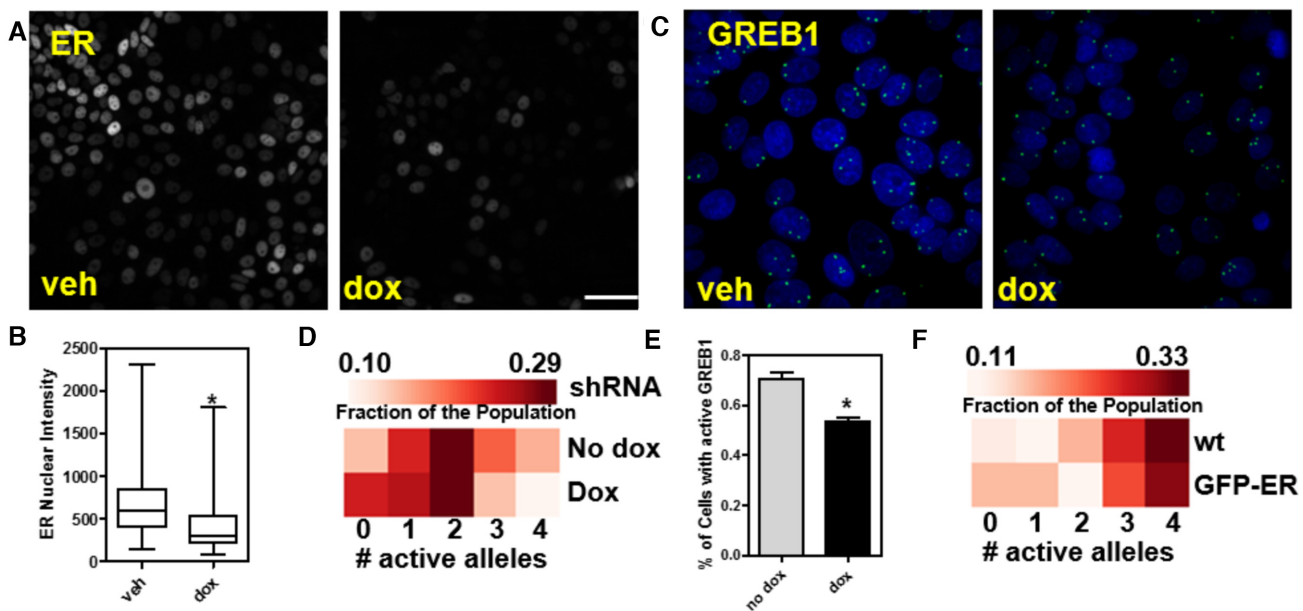 A
ER
veh
dox
C
GREB1
veh
dox
B
ER Nuclear Intensity
2500
2000
1500
1000
500
0
*
veh
dox
D
0.10
0.29
shRNA
Fraction of the Population
No dox
Dox
0 1 2 3 4
# active alleles
E
% of Cells with active GREB1
0.8
0.6
0.4
0.2
0.0
*
no dox
dox
F
0.11
0.33
Fraction of the Population
wt
GFP-ER
0 1 2 3 4
# active alleles